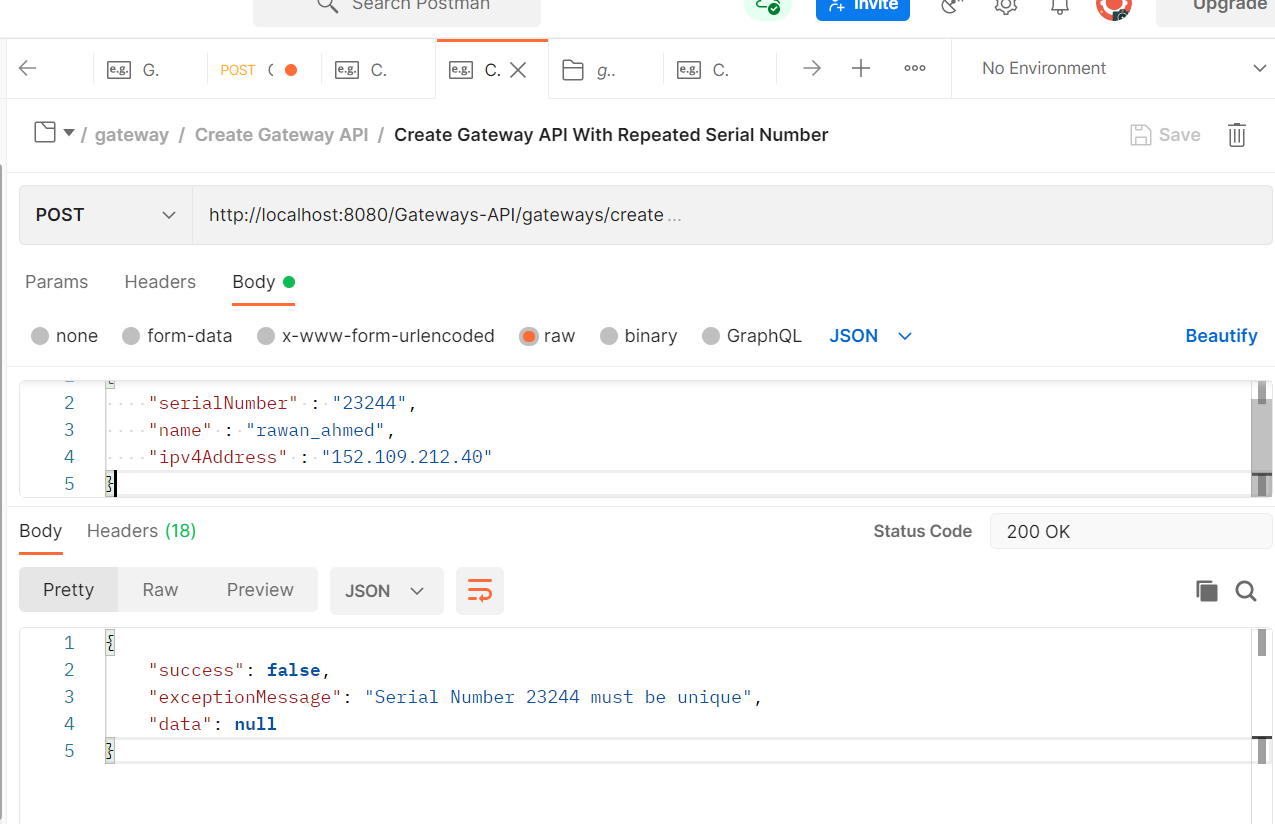 Search Postman
Invite
Upgrade
e.g. G.
POST
e.g. C.
e.g. C.
g..
e.g. C.
No Environment
/ gateway / Create Gateway API / Create Gateway API With Repeated Serial Number
Save
POST
http://localhost:8080/Gateways-API/gateways/create ...
Params Headers Body
none form-data x-www-form-urlencoded raw binary GraphQL JSON Beautify
2 "serialNumber" : "23244",
3 "name" : "rawan_ahmed",
4 "ipv4Address" : "152.109.212.40"
5 }
Body Headers (18) Status Code 200 OK
Pretty Raw Preview JSON
1 {
2 "success": false,
3 "exceptionMessage": "Serial Number 23244 must be unique",
4 "data": null
5 }